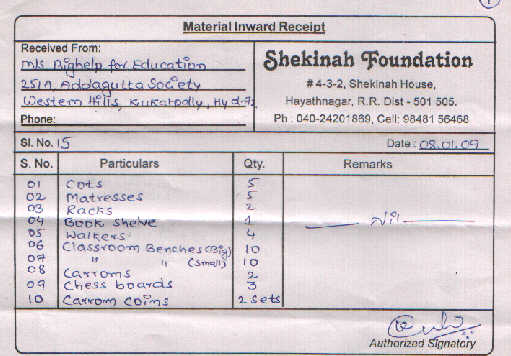 1
Material Inward Receipt
Received From:
M/s Bighelp for Education
251A, Addagutta Society
Western Hills, Kukatpally, Hyd-72
Phone:
Shekinah Foundation
# 4-3-2, Shekinah House,
Hayathnagar, R.R. Dist - 501 505.
Ph : 040-24201869, Cell: 98481 56468
Sl. No. 15 Date : 08.01.09
S. No. Particulars Qty. Remarks
01 Cots 5
02 Matresses 5
03 Racks 2
04 Book Shelve 1
05 Walkers 4
06 Classroom Benches (Big) 10
07 " " (Small) 10
08 Carroms 2
09 Chess boards 3
10 Carrom coins 2 sets
Authorized Signatory